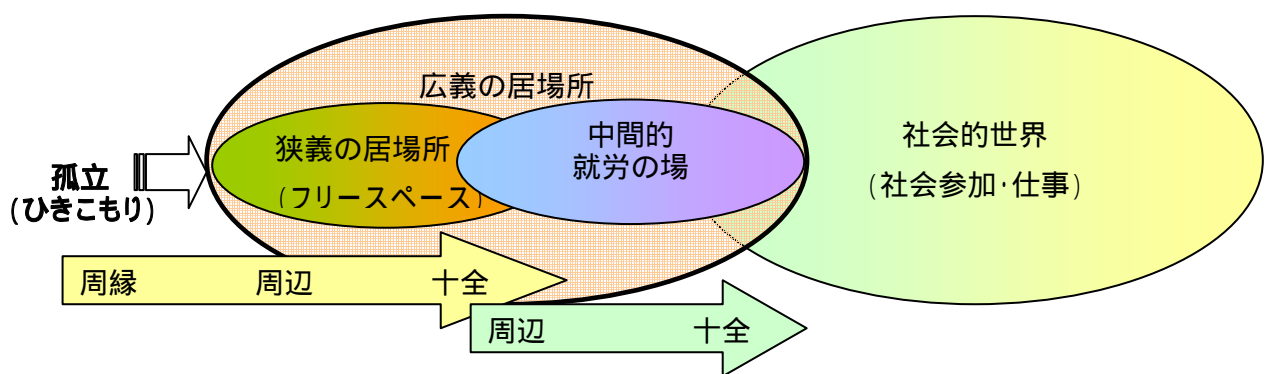 広義の居場所
孤立
(ひきこもり)
狭義の居場所
(フリースペース)
中間的
就労の場
社会的世界
(社会参加・仕事)
周縁 周辺 十全
周辺 十全